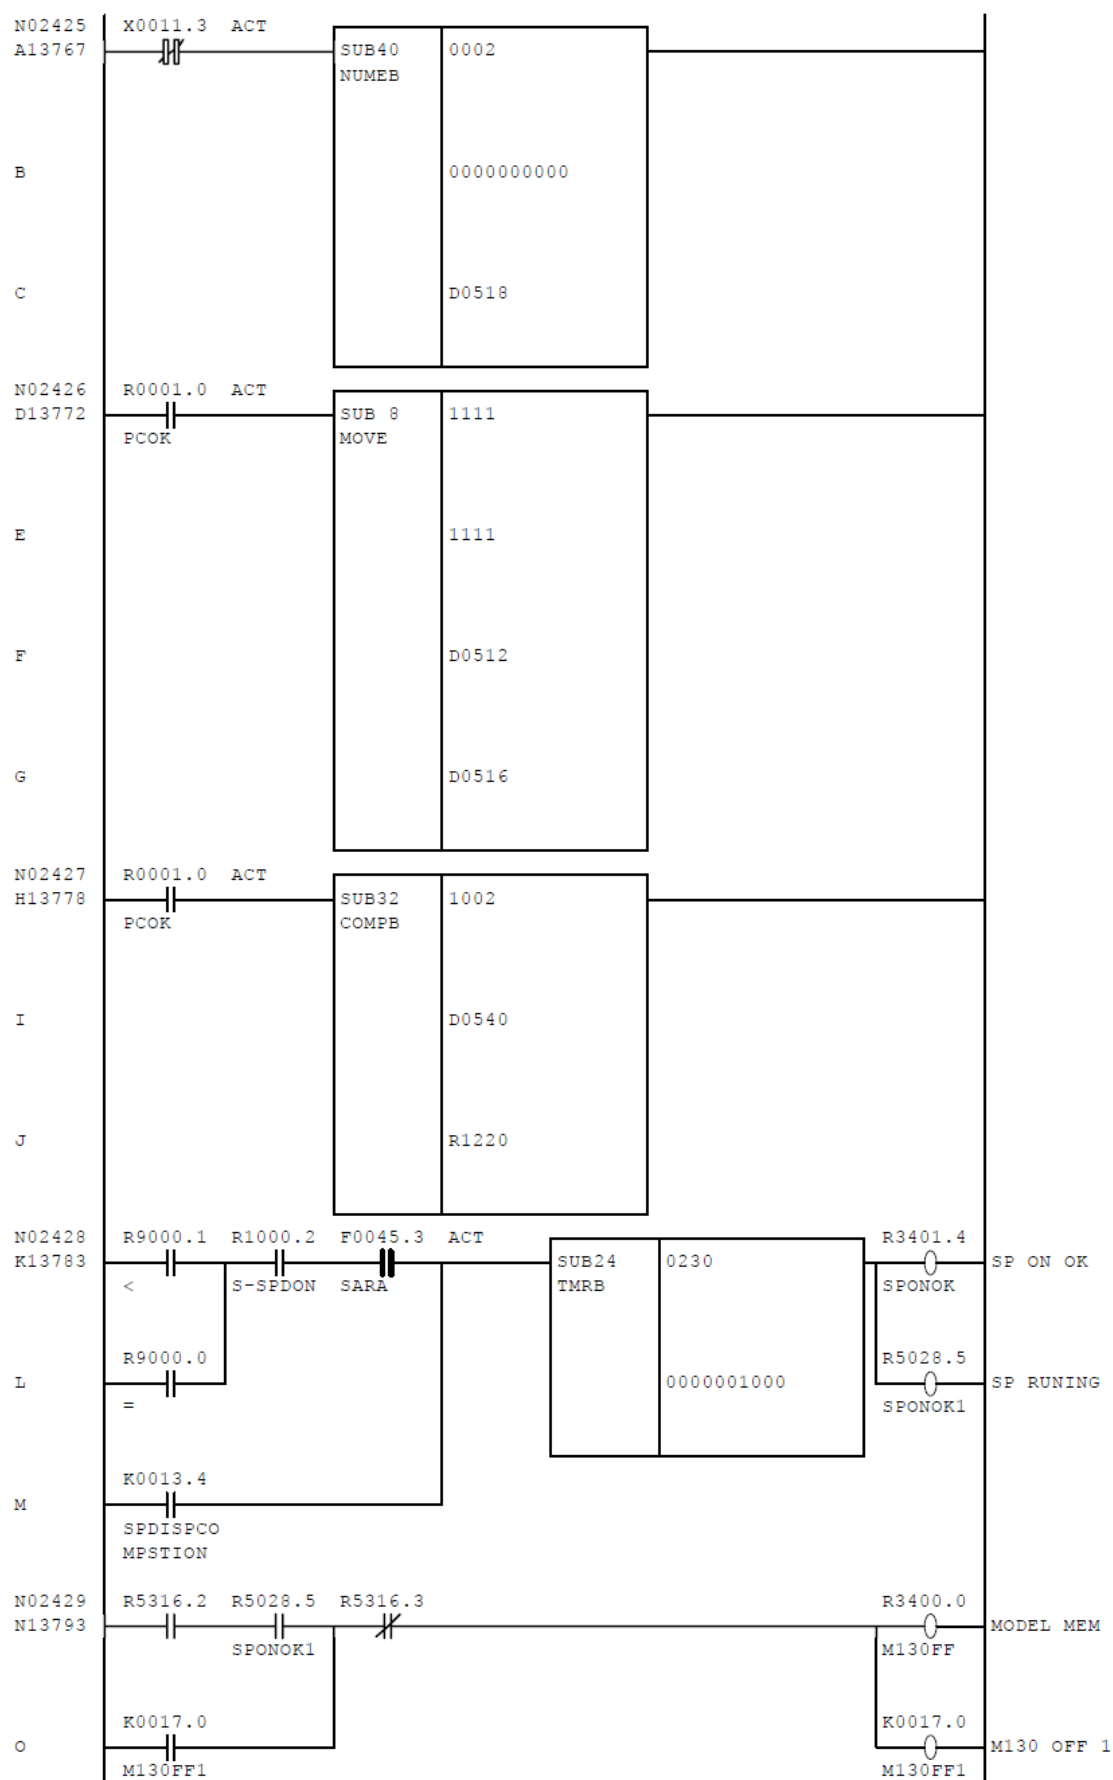 N02425 X0011.3 ACT
A13767 SUB40 0002
NUMEB
B 0000000000
C D0518
N02426 R0001.0 ACT
D13772 SUB 8 1111
PCOK MOVE
E 1111
F D0512
G D0516
N02427 R0001.0 ACT
H13778 SUB32 1002
PCOK COMPB
I D0540
J R1220
N02428 R9000.1 R1000.2 F0045.3 ACT R3401.4
K13783 SUB24 0230 SP ON OK
< S-SPDON SARA TMRB SPONOK
R9000.0 R5028.5
L 0000001000 SP RUNING
= SPONOK1
K0013.4
M
SPDISPCO
MPSTION
N02429 R5316.2 R5028.5 R5316.3 R3400.0
N13793 MODEL MEM
SPONOK1 M130FF
K0017.0 K0017.0
O M130 OFF 1
M130FF1 M130FF1